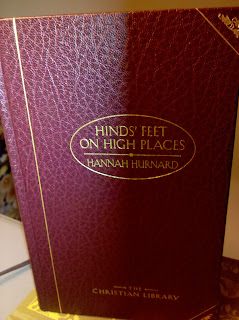 HINDS' FEET
ON HIGH PLACES
HANNAH HURNARD
THE
CHRISTIAN LIBRARY